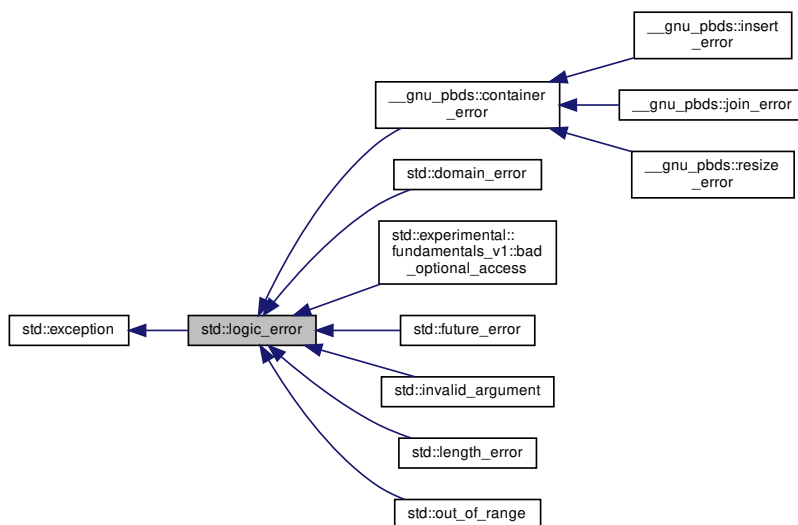 __gnu_pbds::insert
_error
__gnu_pbds::container
_error
__gnu_pbds::join_error
__gnu_pbds::resize
_error
std::domain_error
std::experimental::
fundamentals_v1::bad
_optional_access
std::exception
std::logic_error
std::future_error
std::invalid_argument
std::length_error
std::out_of_range